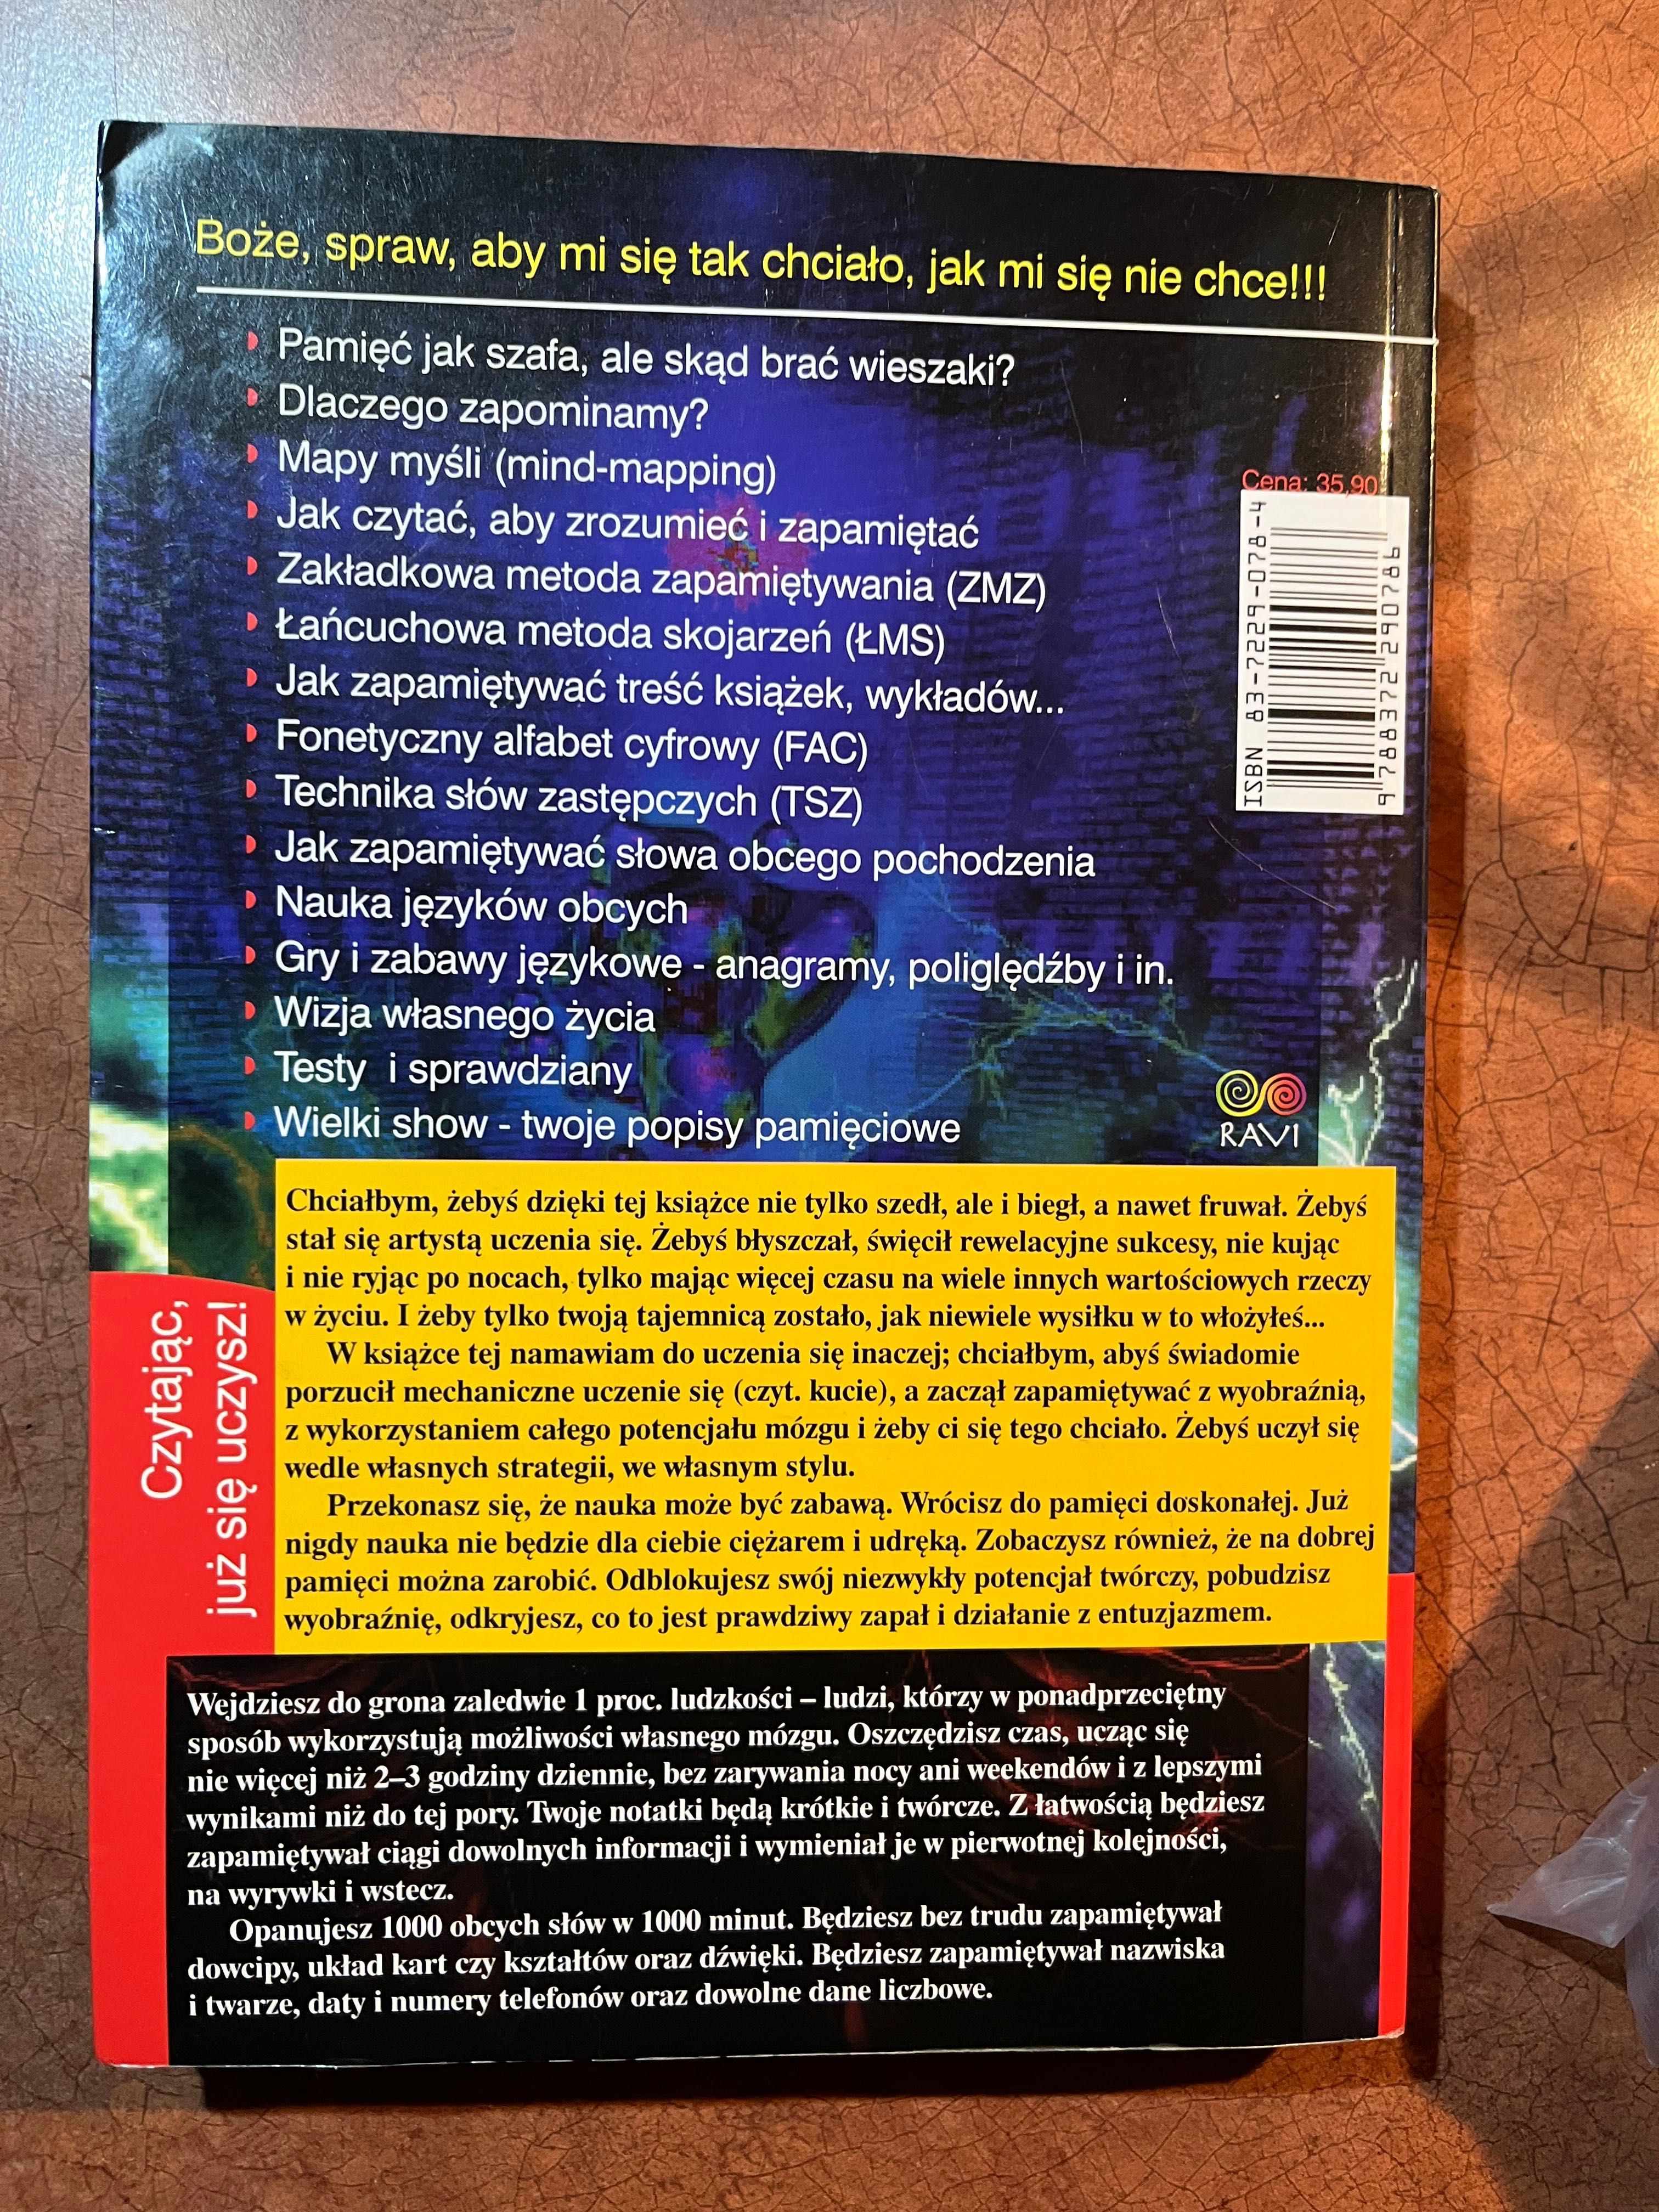 Boże, spraw, aby mi się tak chciało, jak mi się nie chce!!!
Pamięć jak szafa, ale skąd brać wieszaki?
Dlaczego zapominamy?
Mapy myśli (mind-mapping)
Jak czytać, aby zrozumieć i zapamiętać
Zakładkowa metoda zapamiętywania (ZMZ)
Łańcuchowa metoda skojarzeń (ŁMS)
Jak zapamiętywać treść książek, wykładów...
Fonetyczny alfabet cyfrowy (FAC)
Technika słów zastępczych (TSZ)
Jak zapamiętywać słowa obcego pochodzenia
Nauka języków obcych
Gry i zabawy językowe - anagramy, poliględźby i in.
Wizja własnego życia
Testy i sprawdziany
Wielki show - twoje popisy pamięciowe
Cena: 35,90
ISBN 83-7229-078-4
9 788372 290786
RAVI
Czytając,
już się uczysz!
Chciałbym, żebyś dzięki tej książce nie tylko szedł, ale i biegł, a nawet fruwał. Żebyś
stał się artystą uczenia się. Żebyś błyszczał, święcił rewelacyjne sukcesy, nie kując
i nie ryjąc po nocach, tylko mając więcej czasu na wiele innych wartościowych rzeczy
w życiu. I żeby tylko twoją tajemnicą zostało, jak niewiele wysiłku w to włożyłeś...
W książce tej namawiam do uczenia się inaczej; chciałbym, abyś świadomie
porzucił mechaniczne uczenie się (czyt. kucie), a zaczął zapamiętywać z wyobraźnią,
z wykorzystaniem całego potencjału mózgu i żeby ci się tego chciało. Żebyś uczył się
wedle własnych strategii, we własnym stylu.
Przekonasz się, że nauka może być zabawą. Wrócisz do pamięci doskonałej. Już
nigdy nauka nie będzie dla ciebie ciężarem i udręką. Zobaczysz również, że na dobrej
pamięci można zarobić. Odblokujesz swój niezwykły potencjał twórczy, pobudzisz
wyobraźnię, odkryjesz, co to jest prawdziwy zapał i działanie z entuzjazmem.
Wejdziesz do grona zaledwie 1 proc. ludzkości – ludzi, którzy w ponadprzeciętny
sposób wykorzystują możliwości własnego mózgu. Oszczędzisz czas, ucząc się
nie więcej niż 2–3 godziny dziennie, bez zarywania nocy ani weekendów i z lepszymi
wynikami niż do tej pory. Twoje notatki będą krótkie i twórcze. Z łatwością będziesz
zapamiętywał ciągi dowolnych informacji i wymieniał je w pierwotnej kolejności,
na wyrywki i wstecz.
Opanujesz 1000 obcych słów w 1000 minut. Będziesz bez trudu zapamiętywał
dowcipy, układ kart czy kształtów oraz dźwięki. Będziesz zapamiętywał nazwiska
i twarze, daty i numery telefonów oraz dowolne dane liczbowe.